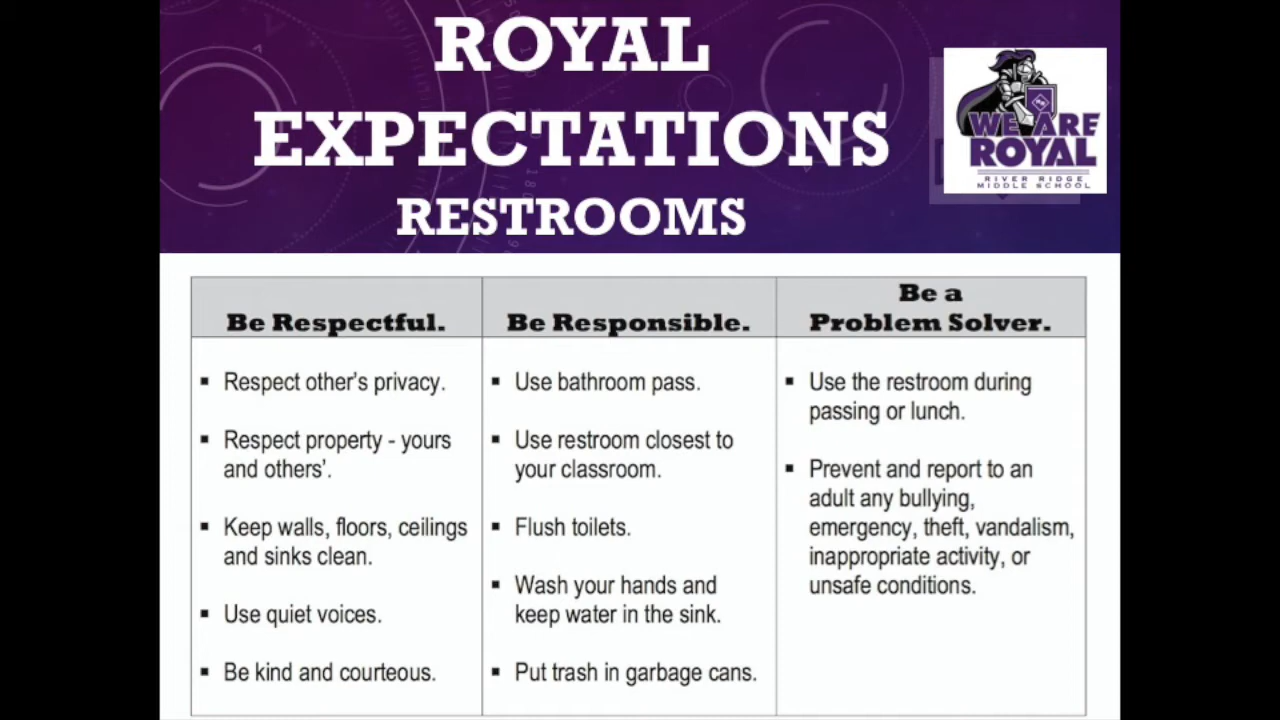 ROYAL
EXPECTATIONS
RESTROOMS
WE ARE
ROYAL
RIVER RIDGE
MIDDLE SCHOOL
Be Respectful.
▪ Respect other's privacy.
▪ Respect property - yours
and others'.
▪ Keep walls, floors, ceilings
and sinks clean.
▪ Use quiet voices.
▪ Be kind and courteous.
Be Responsible.
▪ Use bathroom pass.
▪ Use restroom closest to
your classroom.
▪ Flush toilets.
▪ Wash your hands and
keep water in the sink.
▪ Put trash in garbage cans.
Be a
Problem Solver.
▪ Use the restroom during
passing or lunch.
▪ Prevent and report to an
adult any bullying,
emergency, theft, vandalism,
inappropriate activity, or
unsafe conditions.